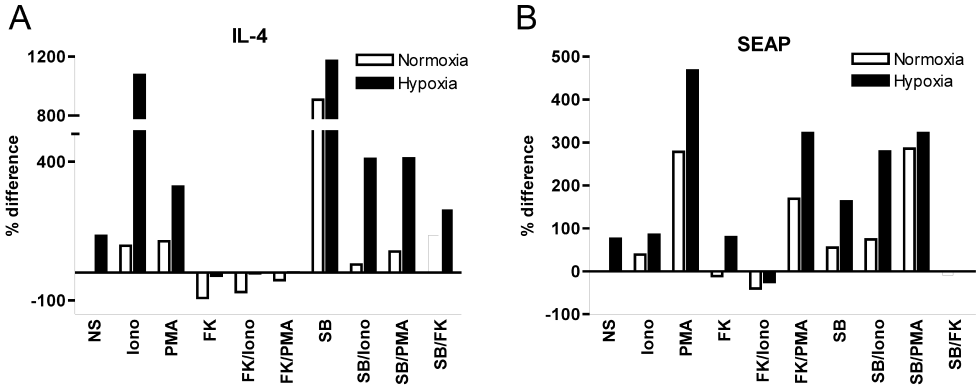 A
IL-4
Normoxia
Hypoxia
% difference
1200
800
400
-100
NS
Iono
PMA
FK
FK/Iono
FK/PMA
SB
SB/Iono
SB/PMA
SB/FK
B
SEAP
Normoxia
Hypoxia
% difference
500
400
300
200
100
0
-100
NS
Iono
PMA
FK
FK/Iono
FK/PMA
SB
SB/Iono
SB/PMA
SB/FK